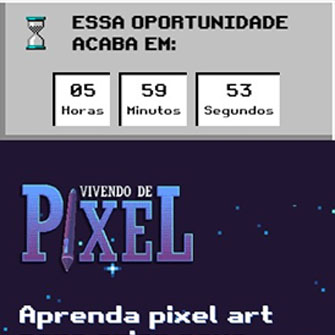 ESSA OPORTUNIDADE
ACABA EM:
05 59 53
Horas Minutos Segundos
VIVENDO DE
PIXEL
Aprenda pixel art